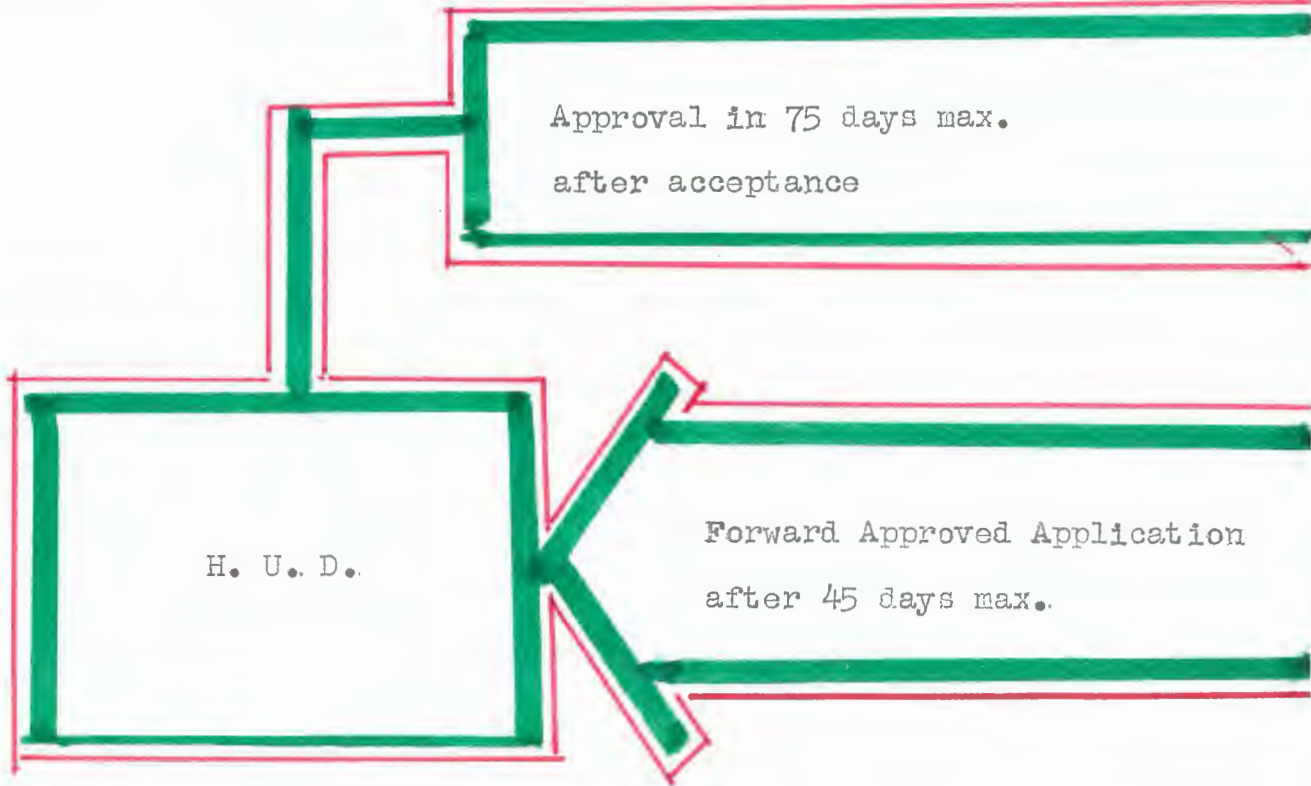 Approval in 75 days max.
after acceptance
H. U. D.
Forward Approved Application
after 45 days max.